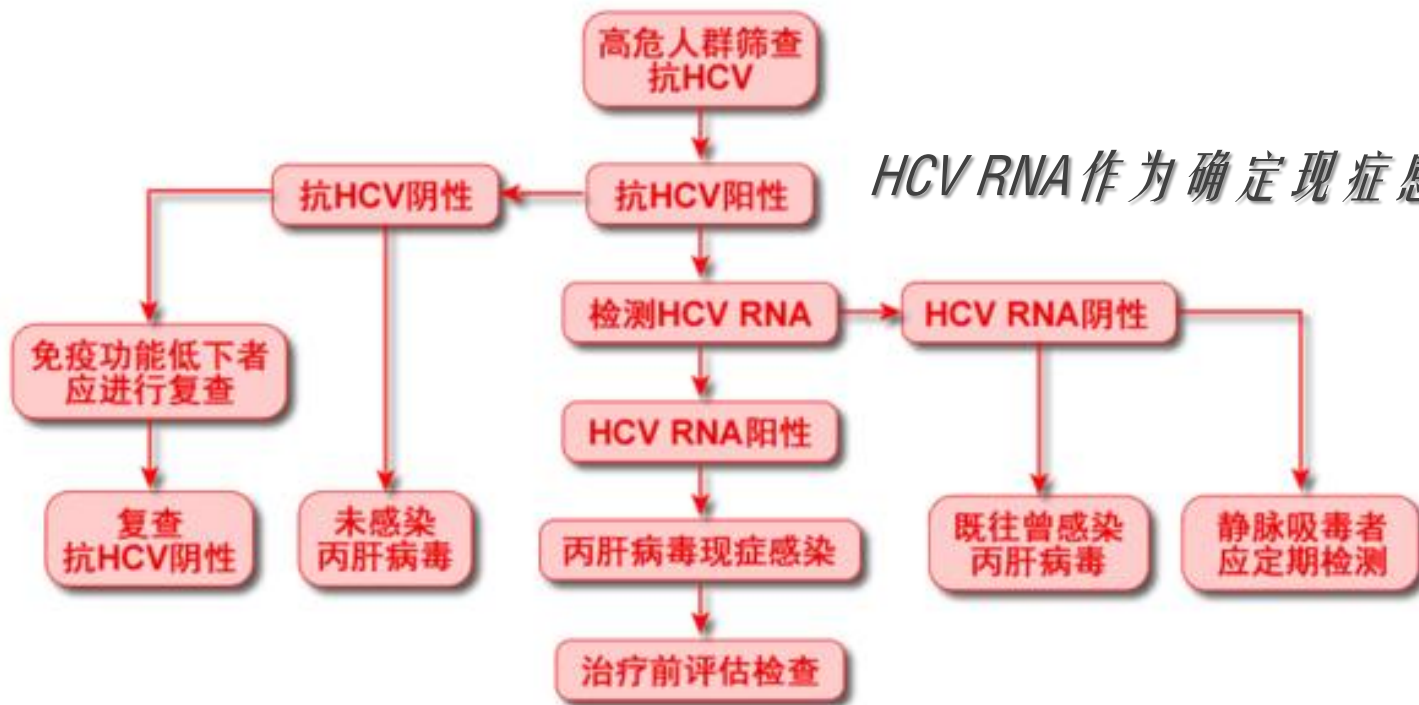 高危人群筛查
抗HCV
HCV RNA作为确定现症
抗HCV阴性
抗HCV阳性
检测HCV RNA
HCV RNA阴性
免疫功能低下者
应进行复查
HCV RNA阳性
复查
抗HCV阴性
未感染
丙肝病毒
丙肝病毒现症感染
既往曾感染
丙肝病毒
静脉吸毒者
应定期检测
治疗前评估检查